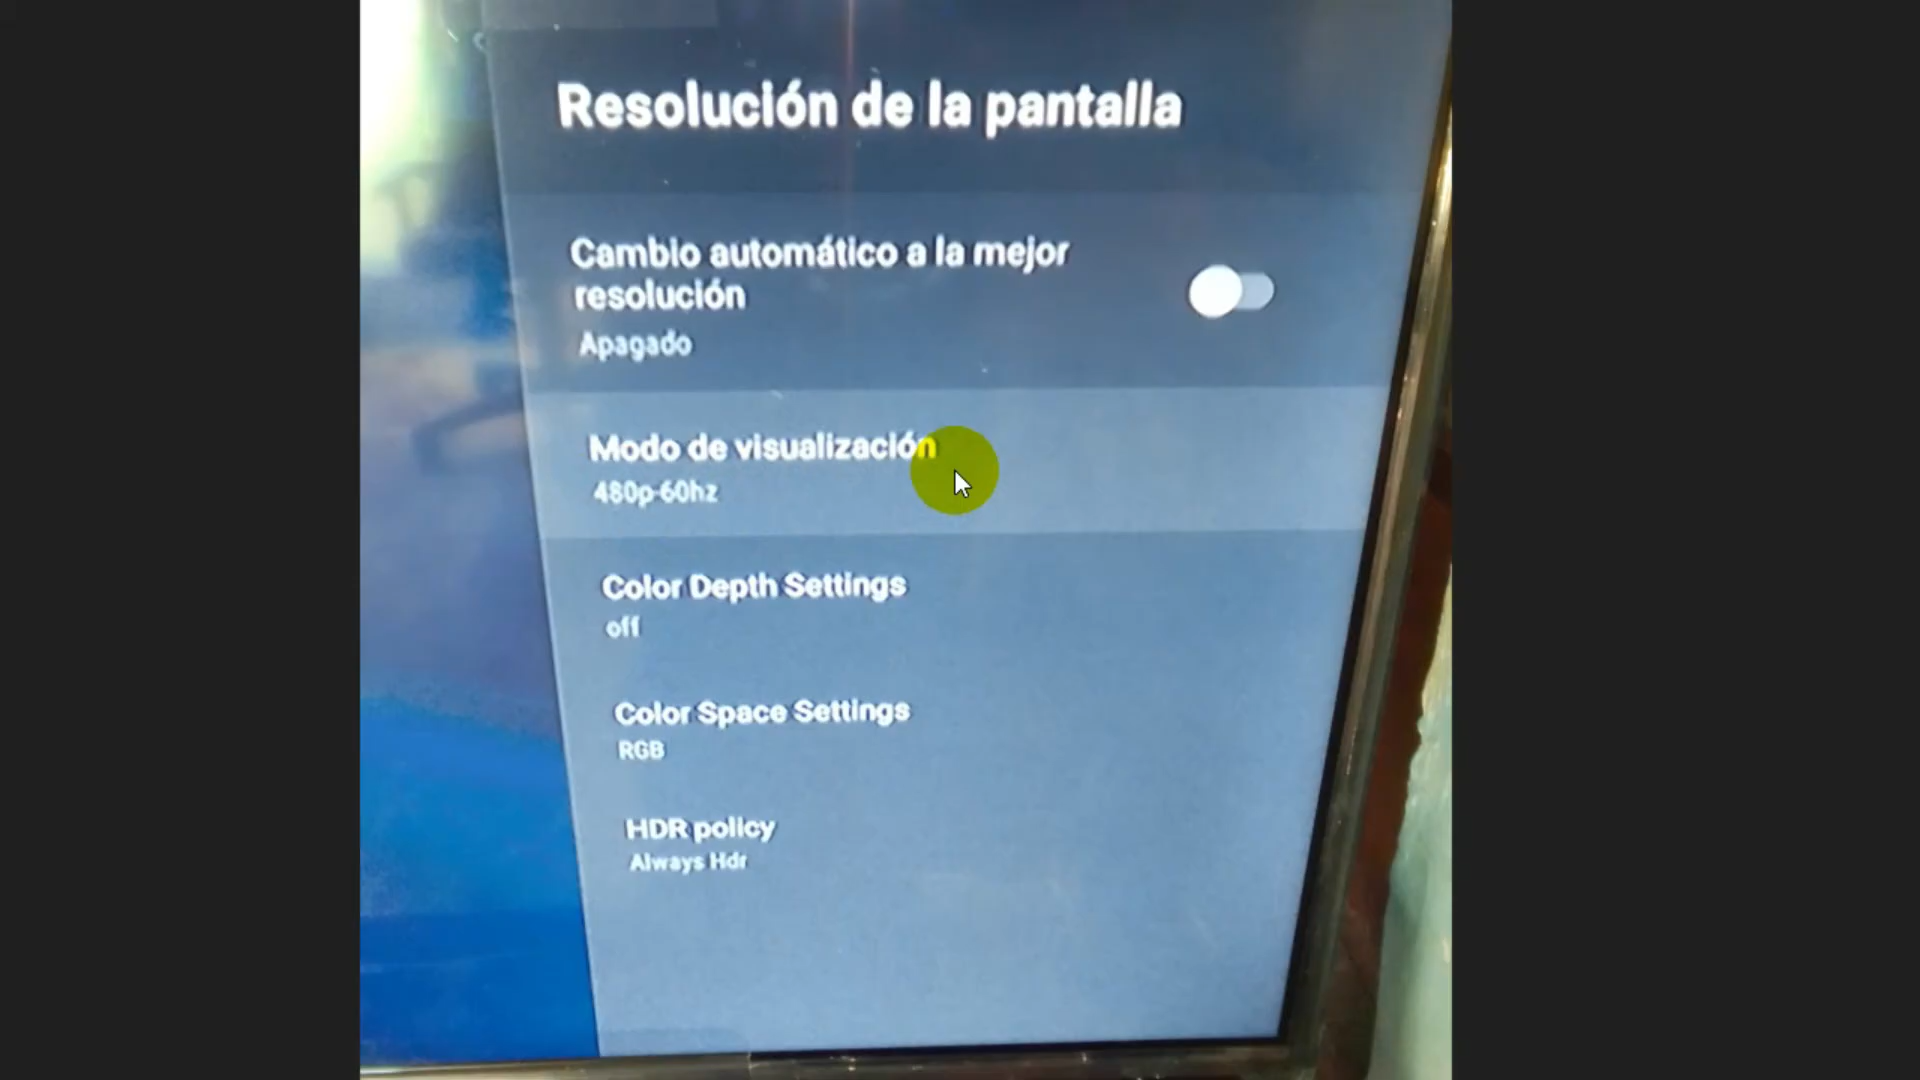 Resolución de la pantalla
Cambio automático a la mejor
resolución
Apagado
Modo de visualización
480p-60hz
Color Depth Settings
off
Color Space Settings
RGB
HDR policy
Always Hdr